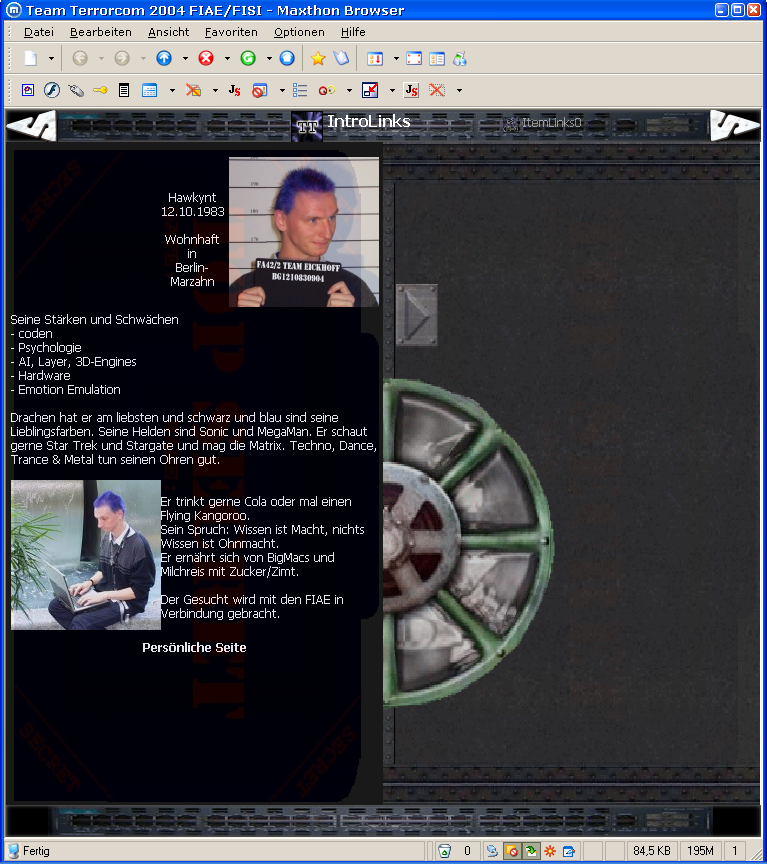 Team Terrorcom 2004 FIAE/FISI - Maxthon Browser
Datei Bearbeiten Ansicht Favoriten Optionen Hilfe
TT IntroLinks ItemLinks0
Hawkynt
12.10.1983
Wohnhaft
in
Berlin-
Marzahn
FA42/2 TEAM EICKHOFF
BG1210830904
Seine Stärken und Schwächen
- coden
- Psychologie
- AI, Layer, 3D-Engines
- Hardware
- Emotion Emulation
Drachen hat er am liebsten und schwarz und blau sind seine
Lieblingsfarben. Seine Helden sind Sonic und MegaMan. Er schaut
gerne Star Trek und Stargate und mag die Matrix. Techno, Dance,
Trance & Metal tun seinen Ohren gut.
Er trinkt gerne Cola oder mal einen
Flying Kangoroo.
Sein Spruch: Wissen ist Macht, nichts
Wissen ist Ohnmacht.
Er ernährt sich von BigMacs und
Milchreis mit Zucker/Zimt.
Der Gesucht wird mit den FIAE in
Verbindung gebracht.
Persönliche Seite
TOP SECRET
SECRET
SECRET
SECRET
Fertig 0 84,5 KB 195M 1